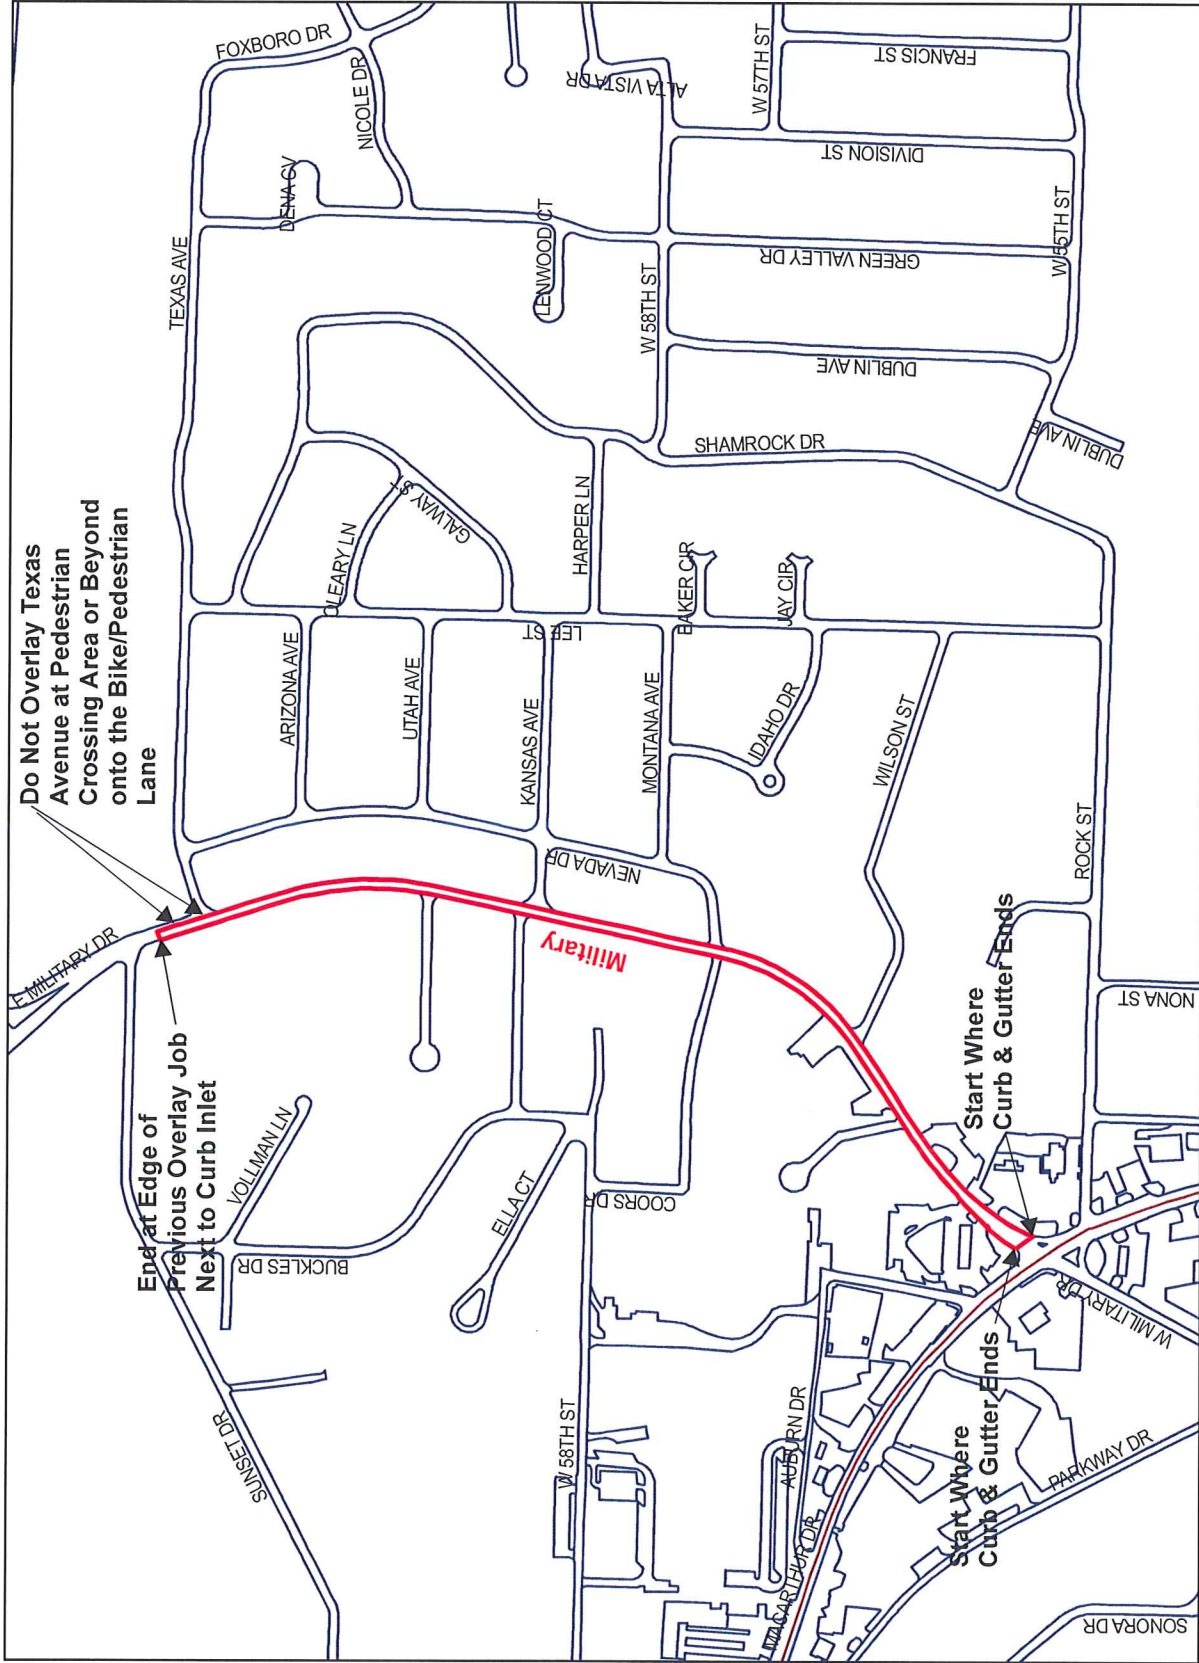 FOXBORO DR
NICOLE DR
ALTA VISTA DR
W 57TH ST
FRANCIS ST
DIVISION ST
DENA CV
LENWOOD CT
TEXAS AVE
W 58TH ST
GREEN VALLEY DR
W 55TH ST
DUBLIN AVE
SHAMROCK DR
DUBLIN AVE
Do Not Overlay Texas
Avenue at Pedestrian
Crossing Area or Beyond
onto the Bike/Pedestrian
Lane
OLEARY LN
GALWAY ST
HARPER LN
BAKER CIR
JAY CIR
LEE ST
ARIZONA AVE
UTAH AVE
KANSAS AVE
MONTANA AVE
IDAHO DR
WILSON ST
ROCK ST
NEVADA DR
E MILITARY DR
Military
NONA ST
End at Edge of
Previous Overlay Job
Next to Curb Inlet
VOLLMAN LN
BUCKLES DR
ELLA CT
COORS DR
Start Where
Curb & Gutter Ends
W MILITARY DR
SUNSET DR
W 58TH ST
AUBURN DR
MACARTHUR DR
Start Where
Curb & Gutter Ends
PARKWAY DR
SONORA DR